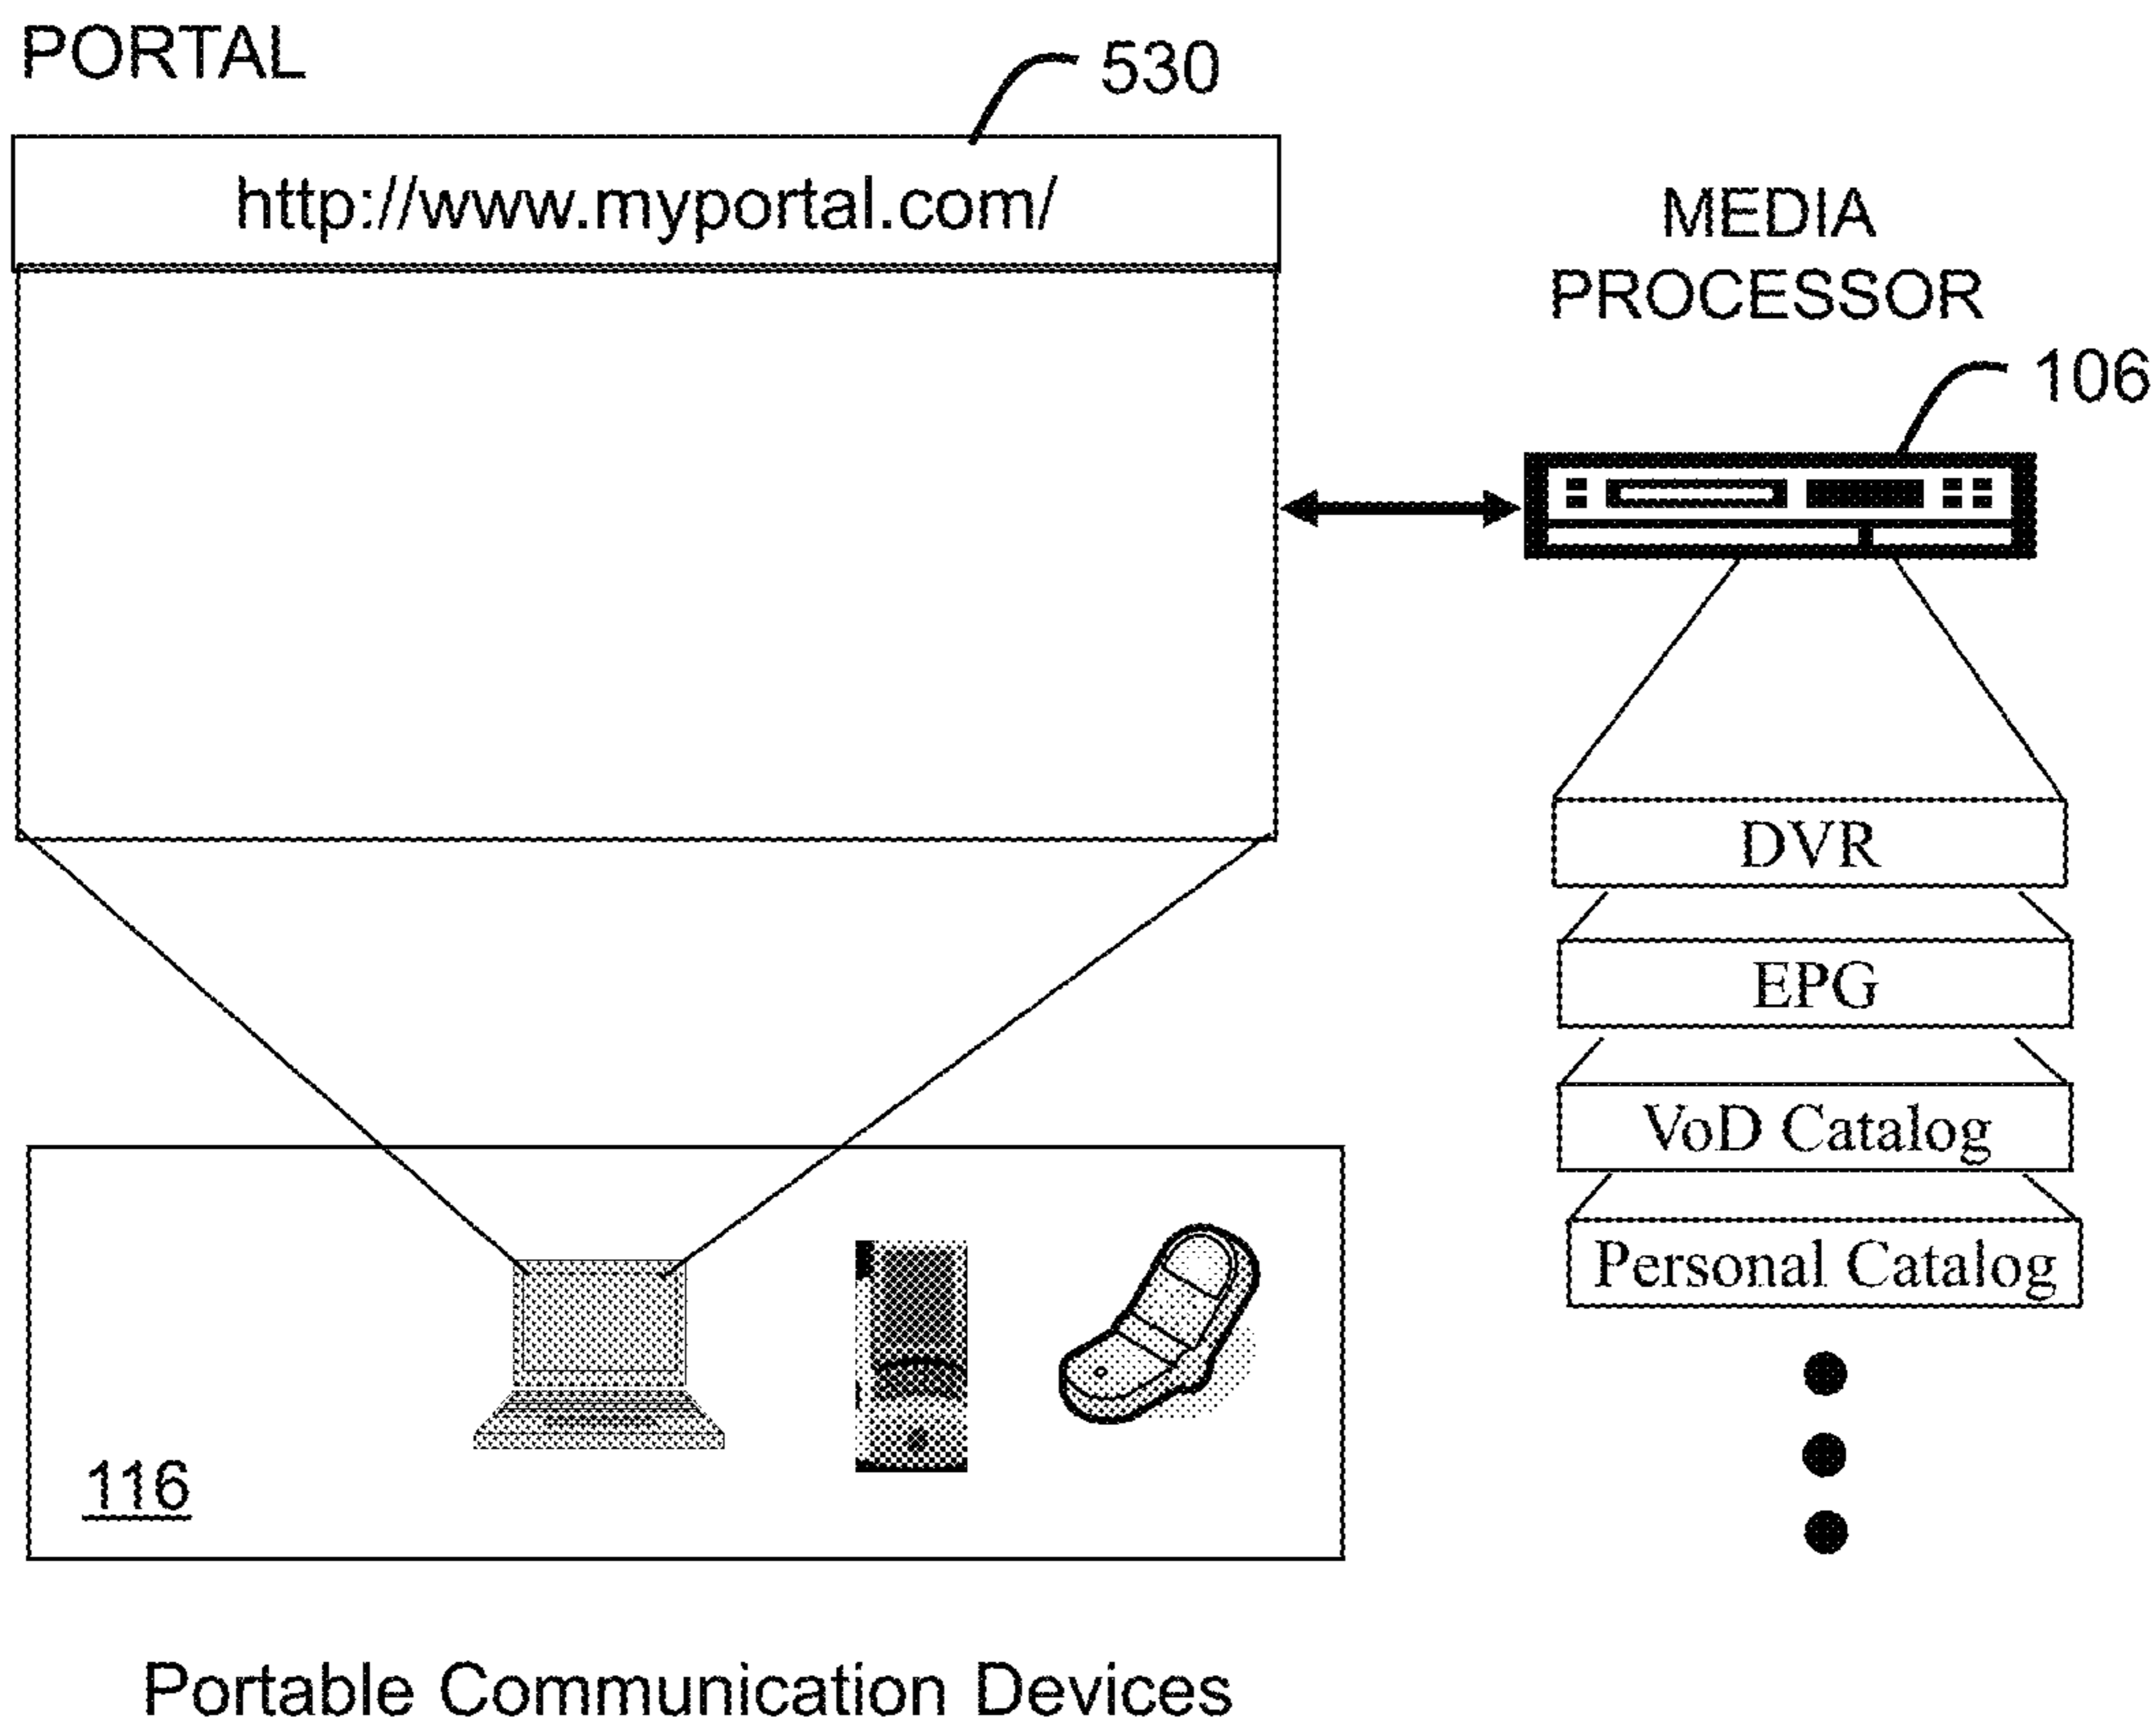 PORTAL
530
http://www.myportal.com/
MEDIA
PROCESSOR
106
DVR
EPG
VoD Catalog
Personal Catalog
116
Portable Communication Devices